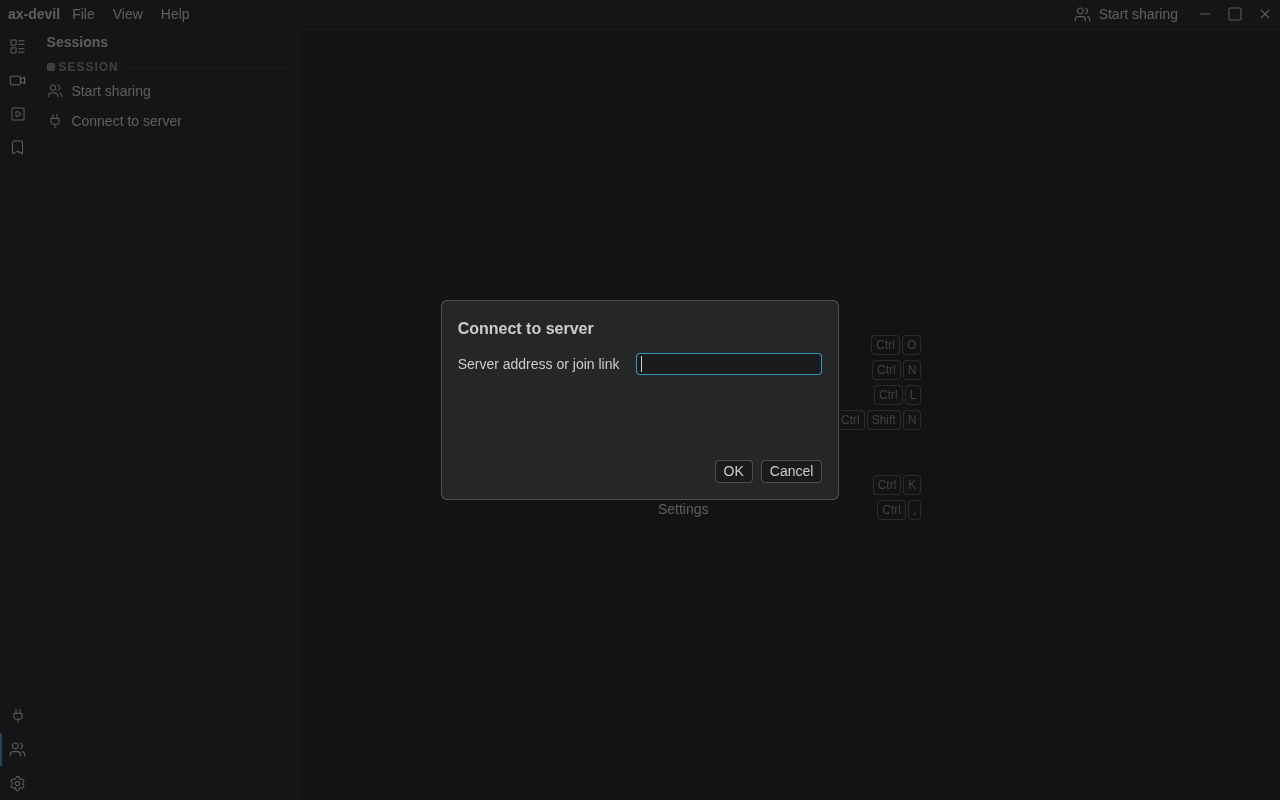 ax-devil File View Help Start sharing
Sessions
SESSION
Start sharing
Connect to server
Connect to server
Server address or join link
OK Cancel
Ctrl O
Ctrl N
Ctrl L
Ctrl Shift N
Ctrl K
Settings Ctrl ,